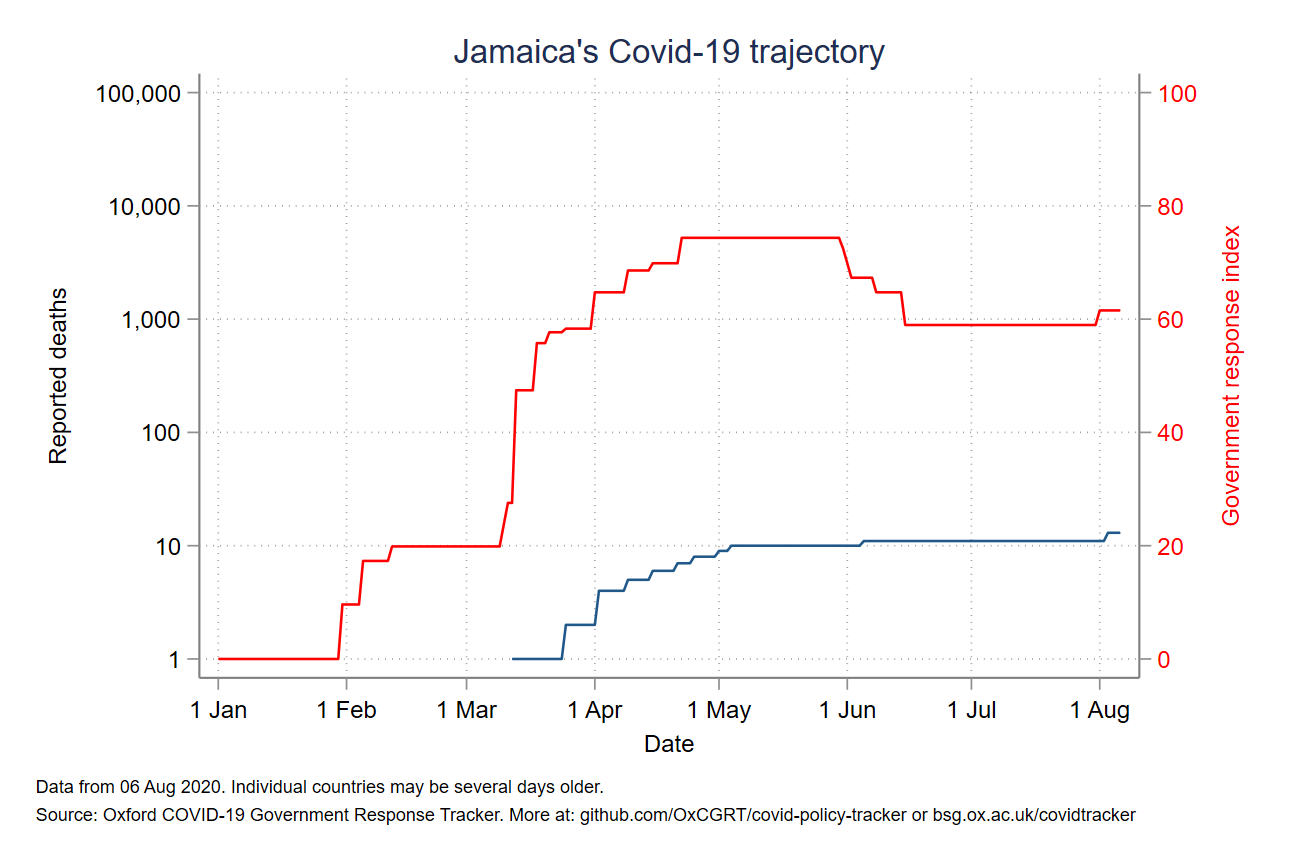 Jamaica's Covid-19 trajectory
100,000
10,000
1,000
100
10
1
Reported deaths
100
80
60
40
20
0
Government response index
1 Jan 1 Feb 1 Mar 1 Apr 1 May 1 Jun 1 Jul 1 Aug
Date
Data from 06 Aug 2020. Individual countries may be several days older.
Source: Oxford COVID-19 Government Response Tracker. More at: github.com/OxCGRT/covid-policy-tracker or bsg.ox.ac.uk/covidtracker